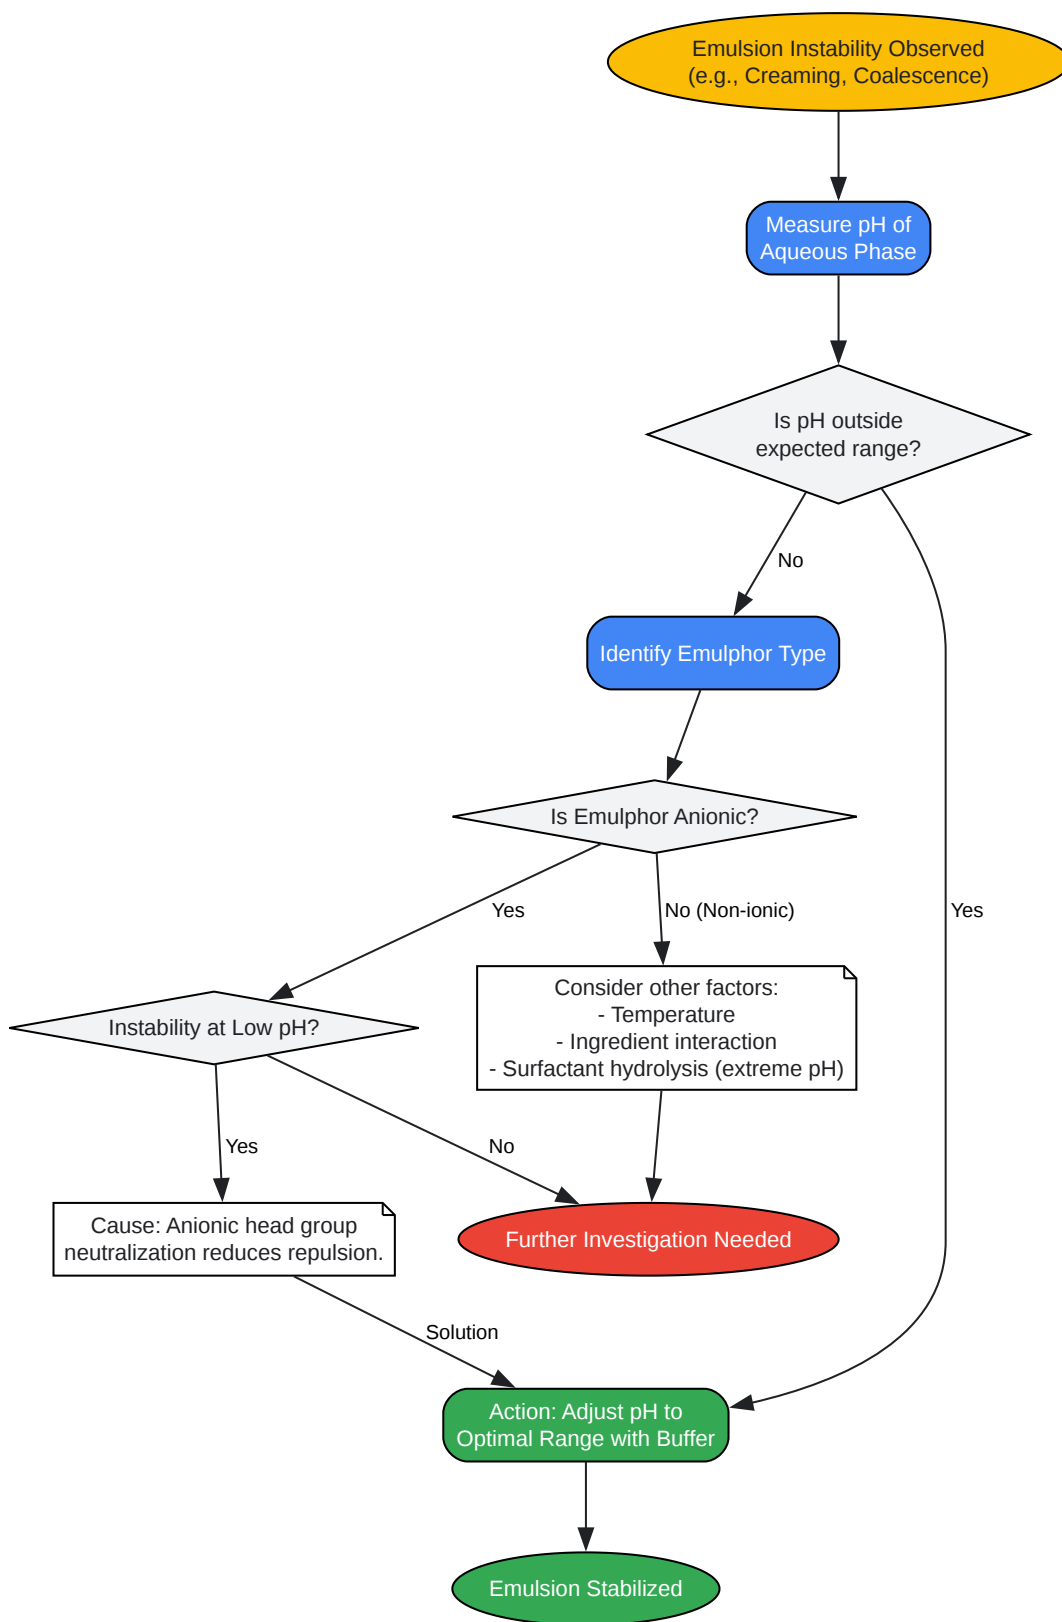 Emulsion Instability Observed
(e.g., Creaming, Coalescence)
Measure pH of
Aqueous Phase
Is pH outside
expected range?
No
Identify Emulphor Type
Is Emulphor Anionic?
Yes
No (Non-ionic)
Yes
Consider other factors:
- Temperature
- Ingredient interaction
- Surfactant hydrolysis (extreme pH)
Instability at Low pH?
Yes
No
Cause: Anionic head group
neutralization reduces repulsion.
Further Investigation Needed
Solution
Action: Adjust pH to
Optimal Range with Buffer
Emulsion Stabilized